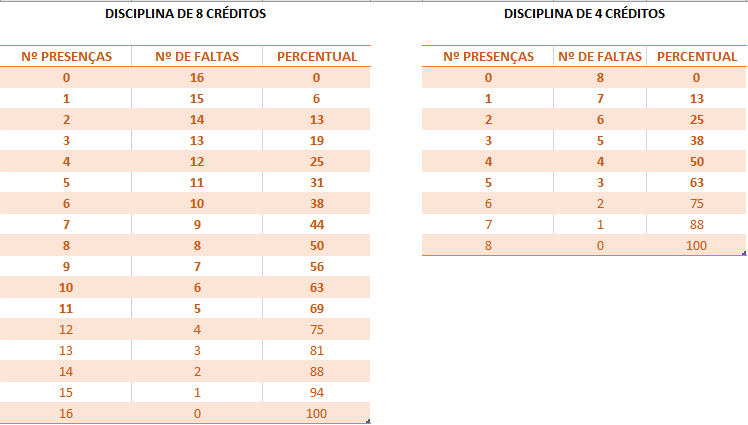 DISCIPLINA DE 8 CRÉDITOS
Nº PRESENÇAS Nº DE FALTAS PERCENTUAL
0 16 0
1 15 6
2 14 13
3 13 19
4 12 25
5 11 31
6 10 38
7 9 44
8 8 50
9 7 56
10 6 63
11 5 69
12 4 75
13 3 81
14 2 88
15 1 94
16 0 100
DISCIPLINA DE 4 CRÉDITOS
Nº PRESENÇAS Nº DE FALTAS PERCENTUAL
0 8 0
1 7 13
2 6 25
3 5 38
4 4 50
5 3 63
6 2 75
7 1 88
8 0 100